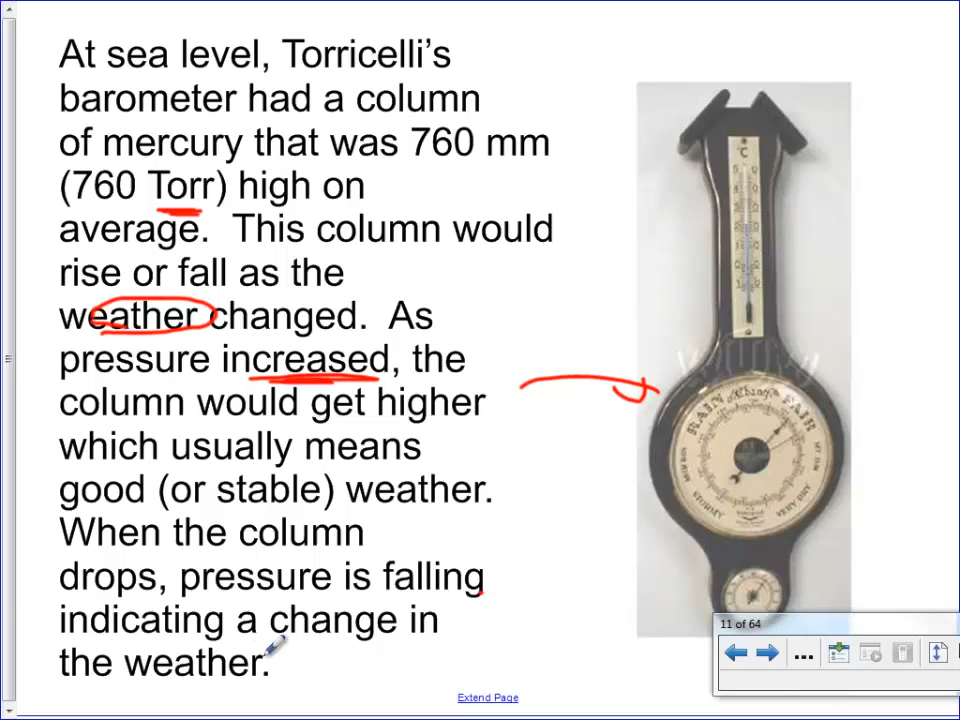 At sea level, Torricelli's
barometer had a column
of mercury that was 760 mm
(760 Torr) high on
average.  This column would
rise or fall as the
weather changed.  As
pressure increased, the
column would get higher
which usually means
good (or stable) weather.
When the column
drops, pressure is falling
indicating a change in
the weather.
°C
RAIN Change FAIR
STORMY
VERY DRY
11 of 64
...
Extend Page